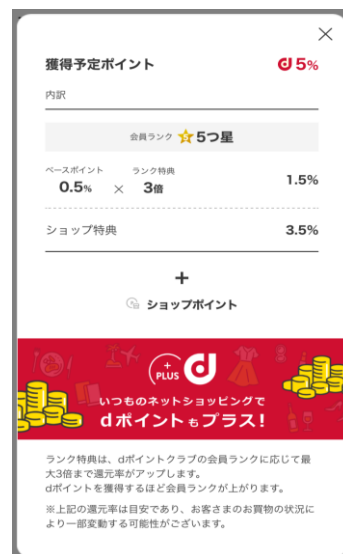 獲得予定ポイント
d 5%
内訳
会員ランク 5 5つ星
ベースポイント ランク特典
0.5% × 3倍
1.5%
ショップ特典 3.5%
+
ショップポイント
+ PLUS d
いつものネットショッピングで
dポイントもプラス!
ランク特典は、dポイントクラブの会員ランクに応じて最
大3倍まで還元率がアップします。
dポイントを獲得するほど会員ランクが上がります。
※上記の還元率は目安であり、お客さまのお買物の状況に
より一部変動する可能性がございます。